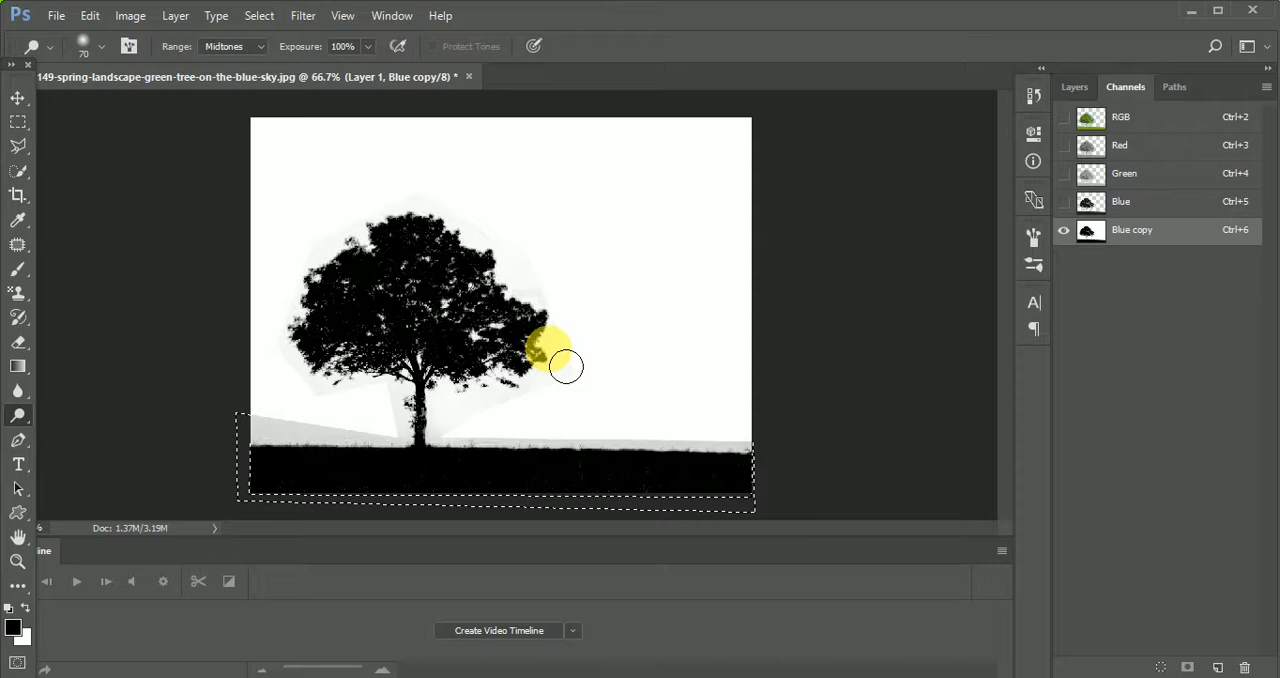 Ps File Edit Image Layer Type Select Filter View Window Help
70 Range: Midtones Exposure: 100% Protect Tones
149-spring-landscape-green-tree-on-the-blue-sky.jpg @ 66.7% (Layer 1, Blue copy/8) * ×
Layers Channels Paths
RGB Ctrl+2
Red Ctrl+3
Green Ctrl+4
Blue Ctrl+5
Blue copy Ctrl+6
% Doc: 1.37M/3.19M
ine
Create Video Timeline